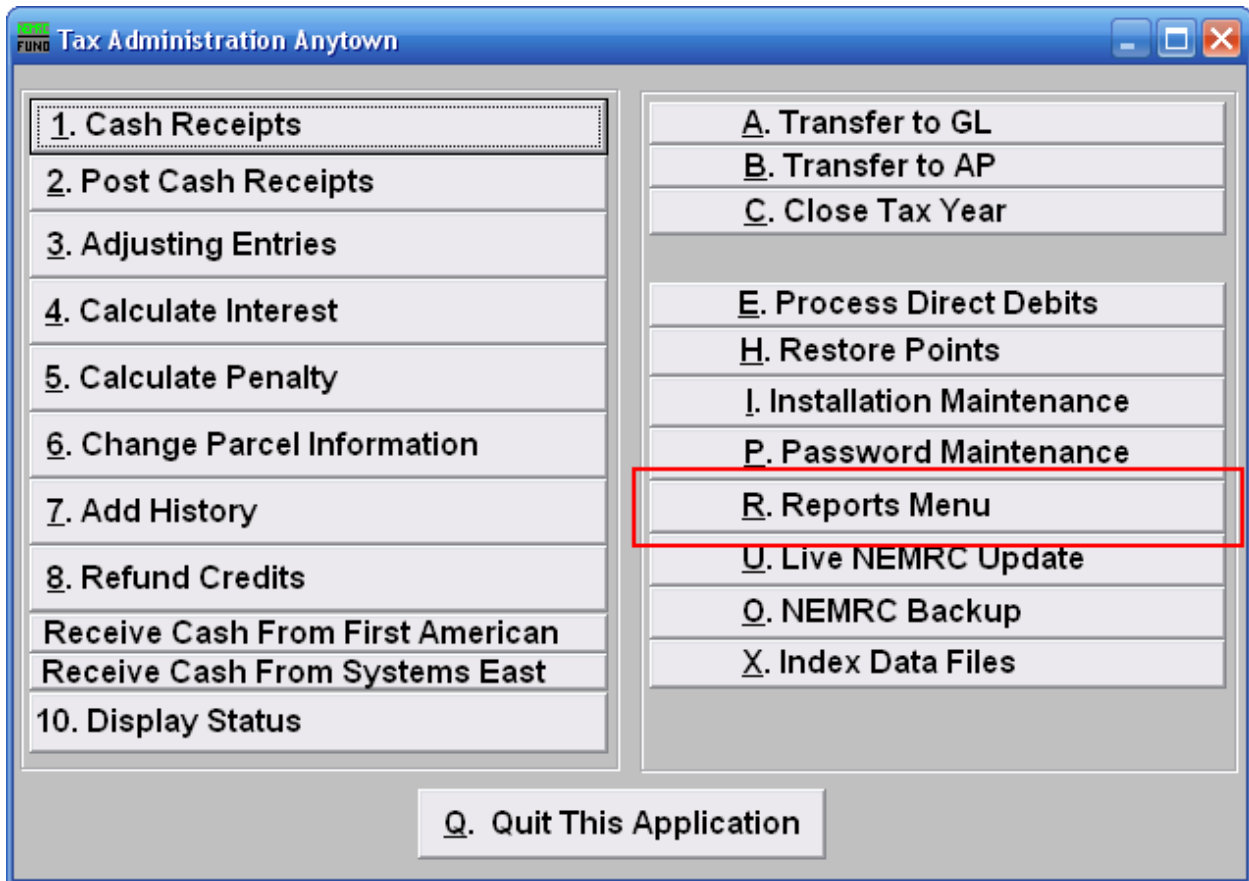 NEMRC
FUND
Tax Administration Anytown
1. Cash Receipts
2. Post Cash Receipts
3. Adjusting Entries
4. Calculate Interest
5. Calculate Penalty
6. Change Parcel Information
7. Add History
8. Refund Credits
Receive Cash From First American
Receive Cash From Systems East
10. Display Status
A. Transfer to GL
B. Transfer to AP
C. Close Tax Year
E. Process Direct Debits
H. Restore Points
I. Installation Maintenance
P. Password Maintenance
R. Reports Menu
U. Live NEMRC Update
O. NEMRC Backup
X. Index Data Files
Q. Quit This Application